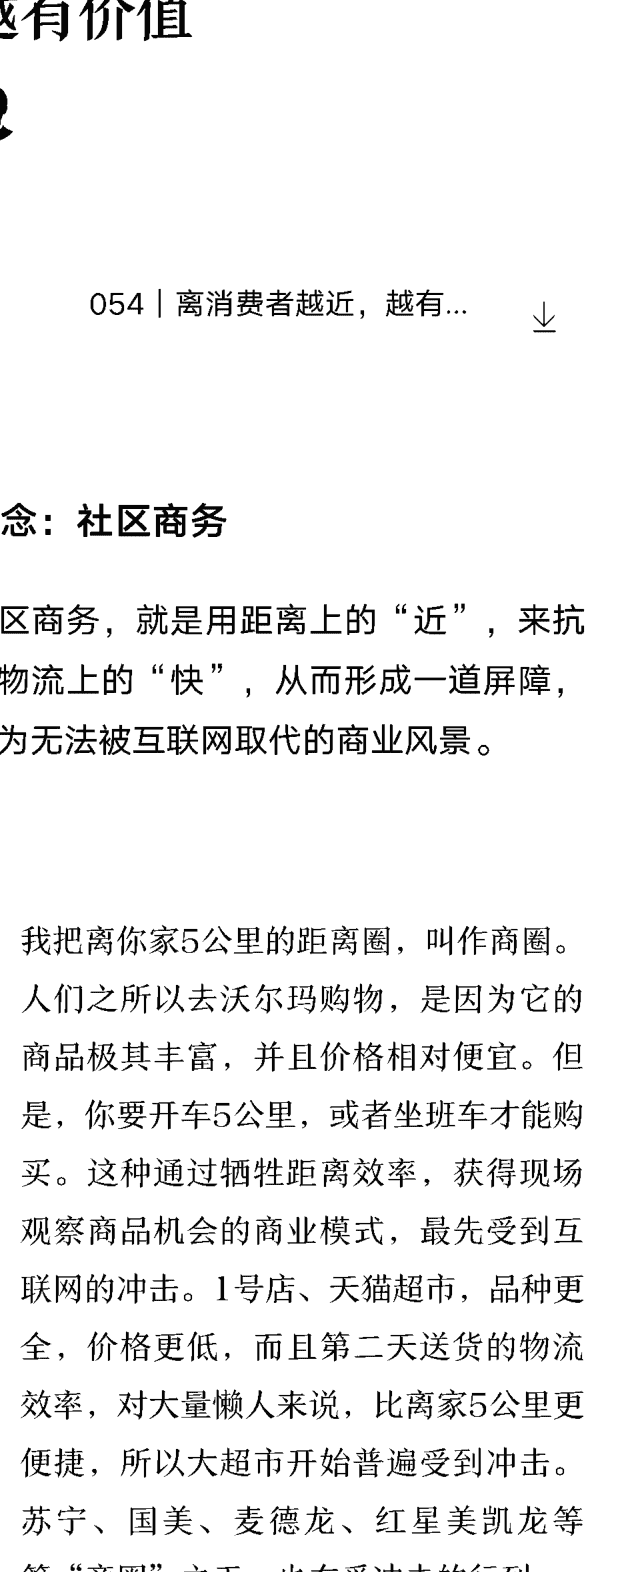 越有价值
054 | 离消费者越近，越有...
念：社区商务
区商务，就是用距离上的“近”，来抗
物流上的“快”，从而形成一道屏障，
为无法被互联网取代的商业风景。
我把离你家5公里的距离圈，叫作商圈。
人们之所以去沃尔玛购物，是因为它的
商品极其丰富，并且价格相对便宜。但
是，你要开车5公里，或者坐班车才能购
买。这种通过牺牲距离效率，获得现场
观察商品机会的商业模式，最先受到互
联网的冲击。1号店、天猫超市，品种更
全，价格更低，而且第二天送货的物流
效率，对大量懒人来说，比离家5公里更
便捷，所以大超市开始普遍受到冲击。
苏宁、国美、麦德龙、红星美凯龙等